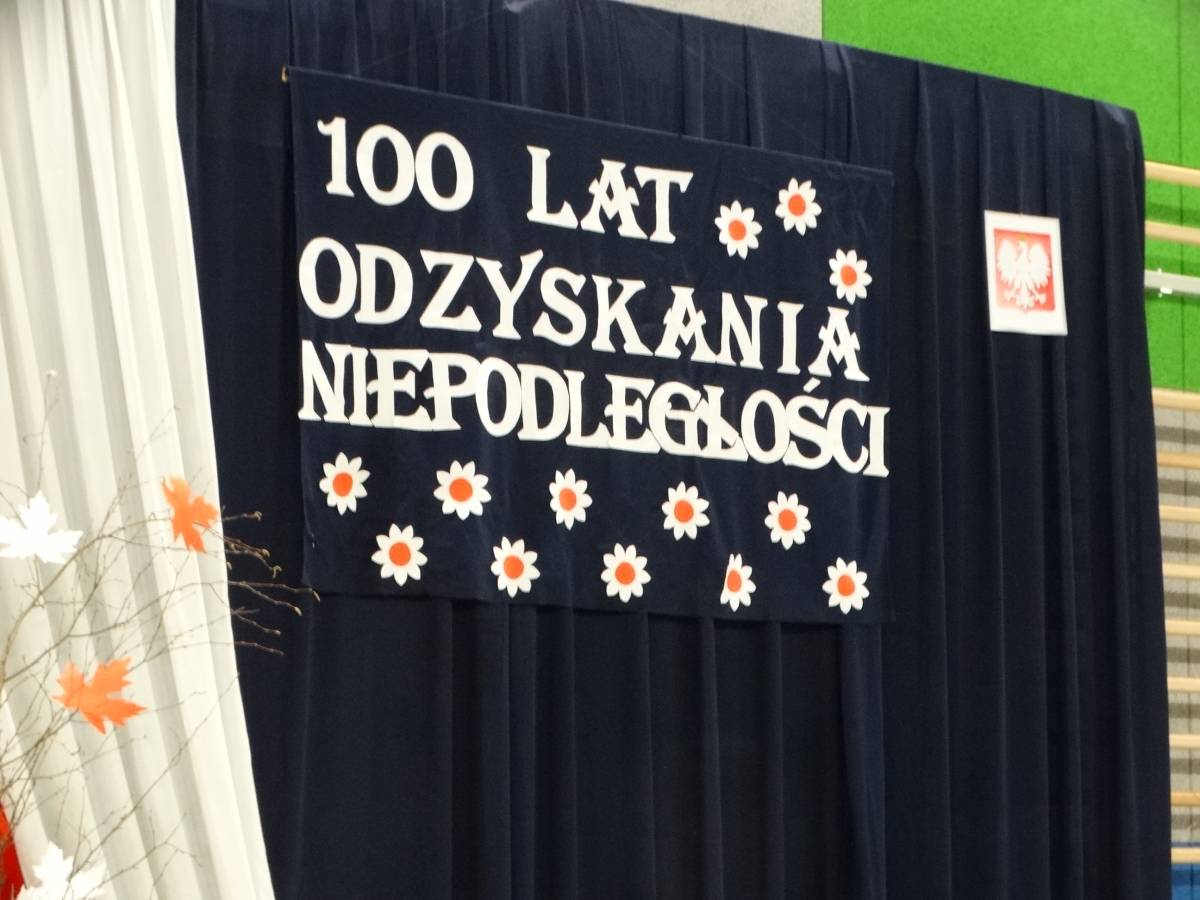 100 LAT
ODZYSKANIA
NIEPODLEGŁOŚCI